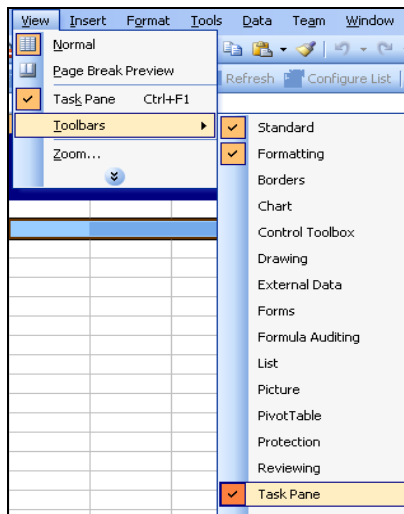 View Insert Format Tools Data Team Window
Normal
Page Break Preview
Refresh Configure List
Task Pane Ctrl+F1
Toolbars
Standard
Zoom...
Formatting
Borders
Chart
Control Toolbox
Drawing
External Data
Forms
Formula Auditing
List
Picture
PivotTable
Protection
Reviewing
Task Pane